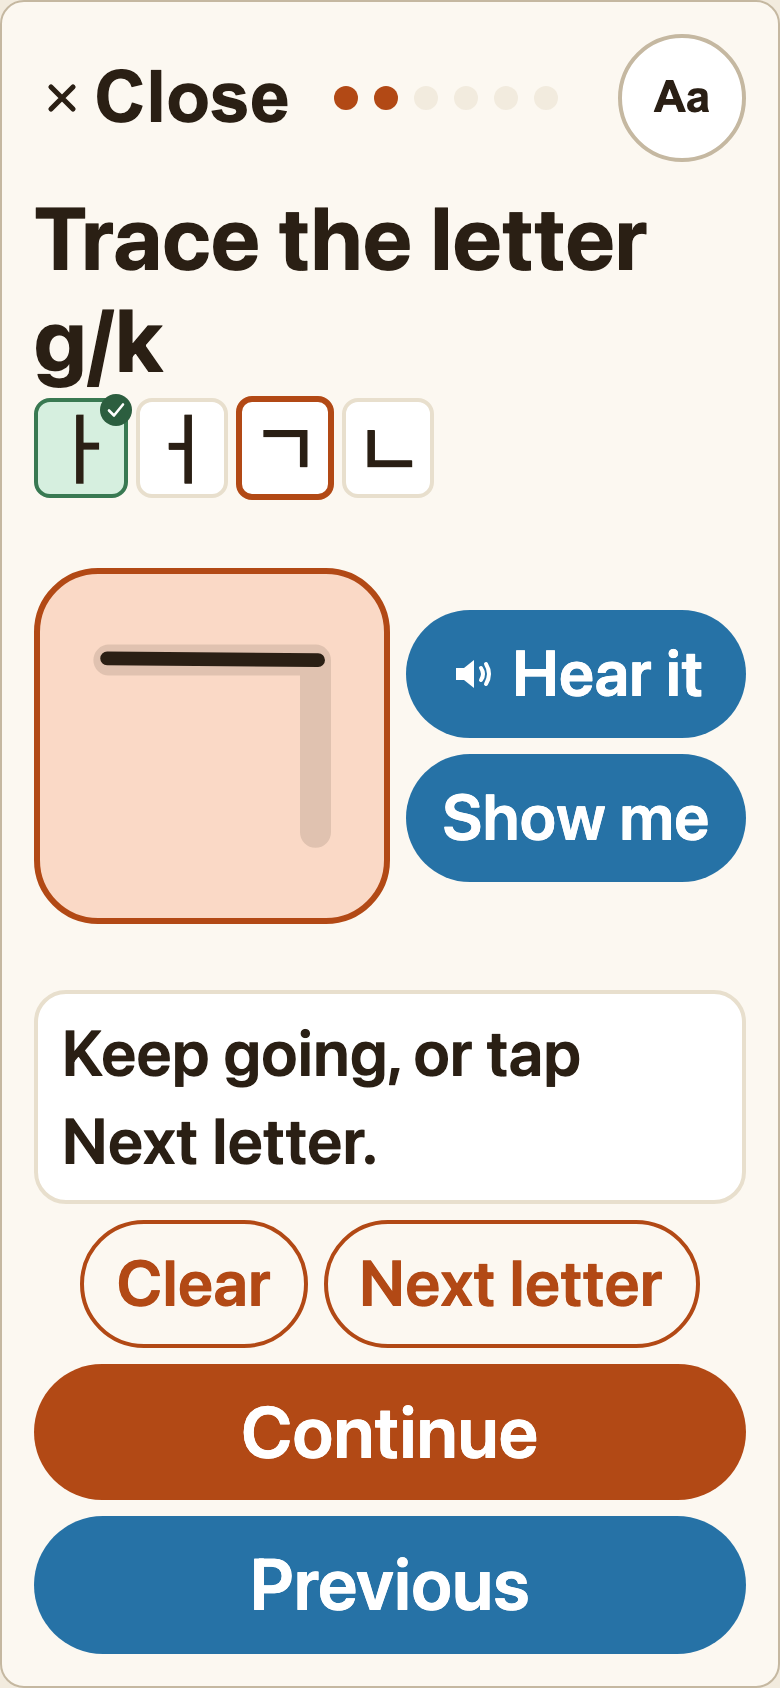 × Close
Aa
Trace the letter
g/k
ㅏ ㅓ ㄱ ㄴ
Hear it
Show me
Keep going, or tap
Next letter.
Clear
Next letter
Continue
Previous